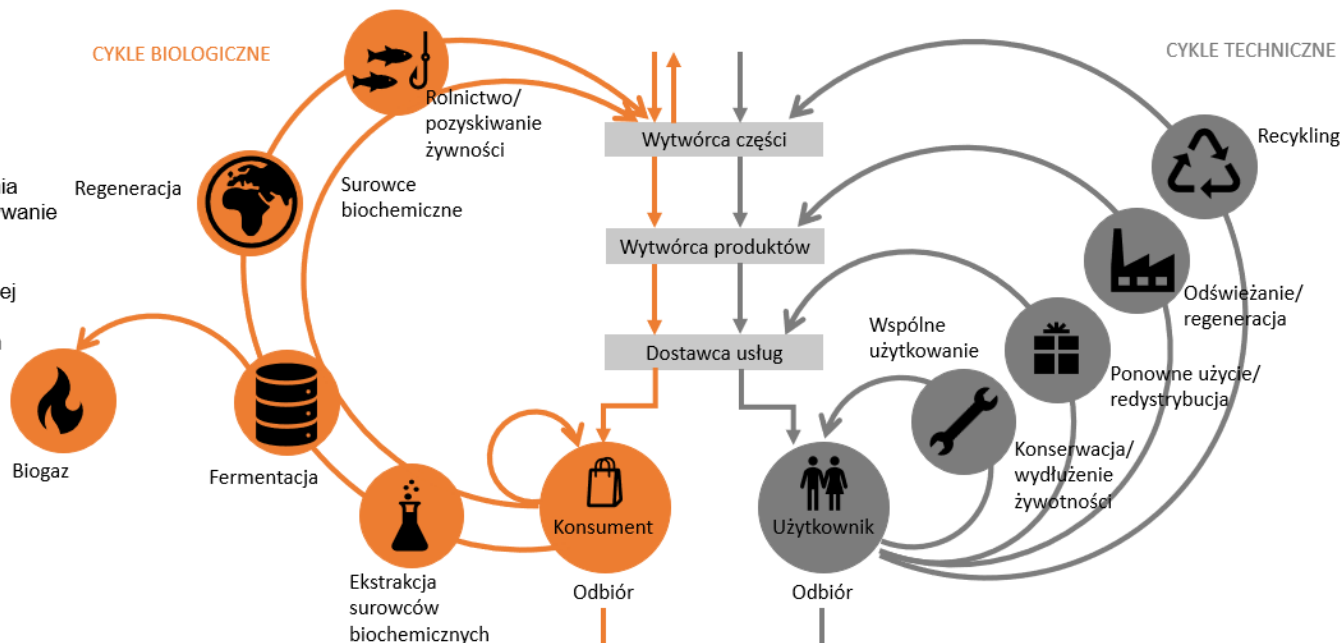 CYKLE BIOLOGICZNE
CYKLE TECHNICZNE
Rolnictwo/
pozyskiwanie
żywności
Wytwórca części
Recykling
Regeneracja
Surowce
biochemiczne
Wytwórca produktów
Odświeżanie/
regeneracja
Wspólne
użytkowanie
Dostawca usług
Ponowne użycie/
redystrybucja
Biogaz
Fermentacja
Konserwacja/
wydłużenie
żywotności
Konsument
Użytkownik
Ekstrakcja
surowców
biochemicznych
Odbiór
Odbiór